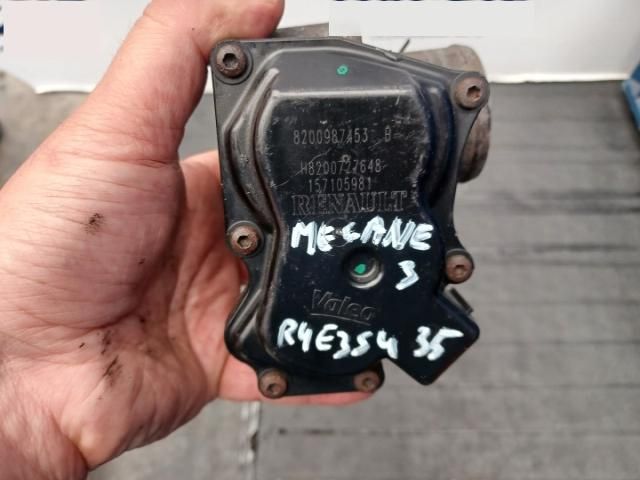 8200987453 B
H8200727648
157105981
RENAULT
MEGANE
3
Valeo
R4E354 35